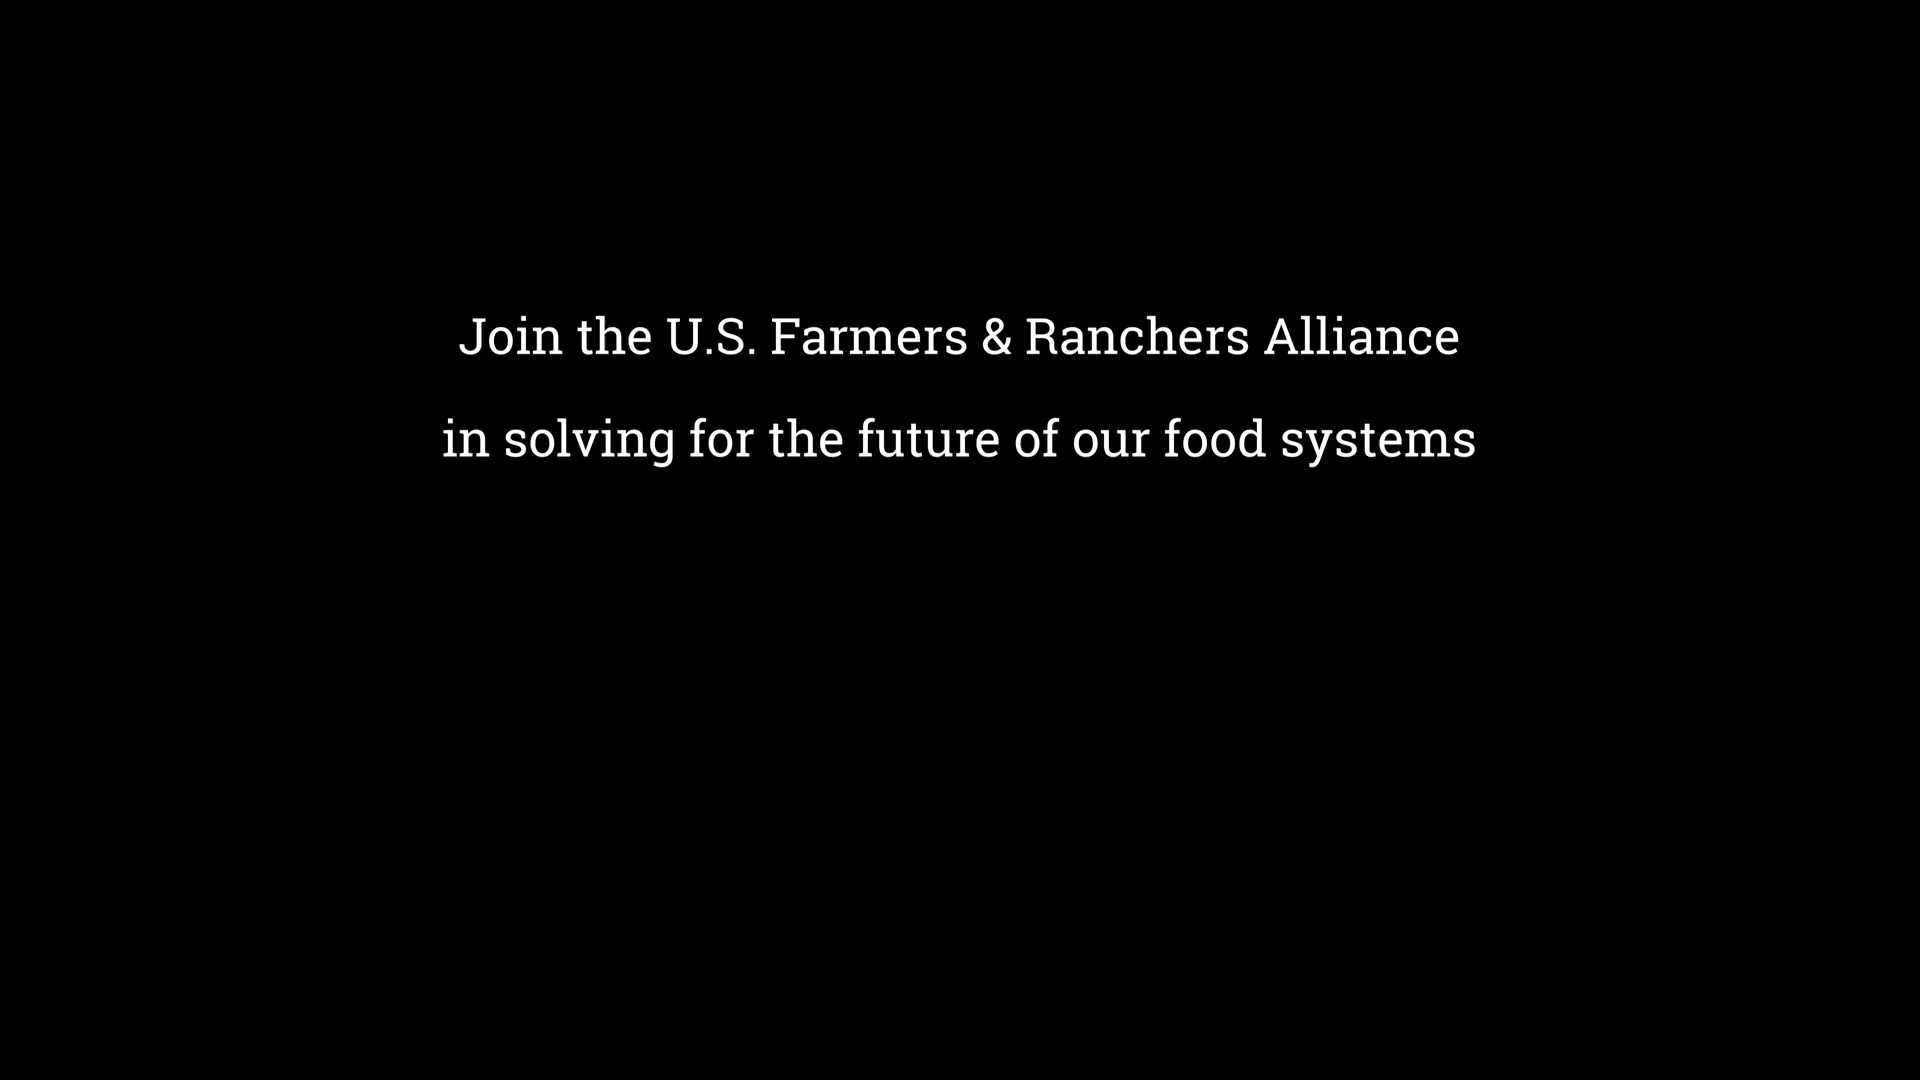 Join the U.S. Farmers & Ranchers Alliance
in solving for the future of our food systems